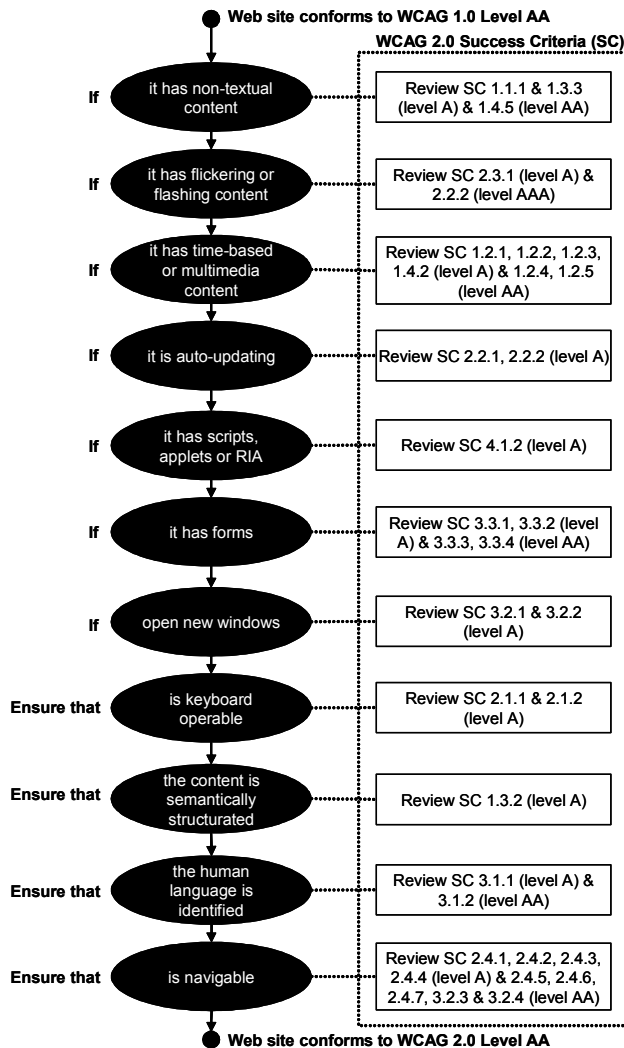 Web site conforms to WCAG 1.0 Level AA
WCAG 2.0 Success Criteria (SC)
If
it has non-textual
content
Review SC 1.1.1 & 1.3.3
(level A) & 1.4.5 (level AA)
If
it has flickering or
flashing content
Review SC 2.3.1 (level A) &
2.2.2 (level AAA)
If
it has time-based
or multimedia
content
Review SC 1.2.1, 1.2.2, 1.2.3,
1.4.2 (level A) & 1.2.4, 1.2.5
(level AA)
If
it is auto-updating
Review SC 2.2.1, 2.2.2 (level A)
If
it has scripts,
applets or RIA
Review SC 4.1.2 (level A)
If
it has forms
Review SC 3.3.1, 3.3.2 (level
A) & 3.3.3, 3.3.4 (level AA)
If
open new windows
Review SC 3.2.1 & 3.2.2
(level A)
Ensure that
is keyboard
operable
Review SC 2.1.1 & 2.1.2
(level A)
Ensure that
the content is
semantically
structurated
Review SC 1.3.2 (level A)
Ensure that
the human
language is
identified
Review SC 3.1.1 (level A) &
3.1.2 (level AA)
Ensure that
is navigable
Review SC 2.4.1, 2.4.2, 2.4.3,
2.4.4 (level A) & 2.4.5, 2.4.6,
2.4.7, 3.2.3 & 3.2.4 (level AA)
Web site conforms to WCAG 2.0 Level AA